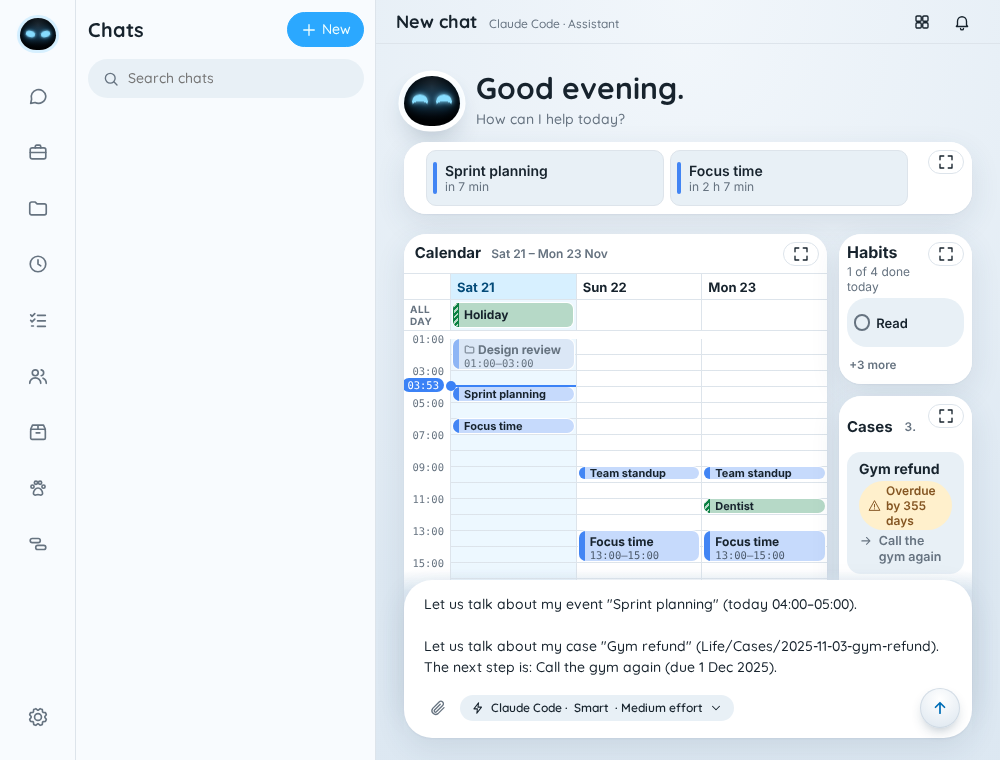 Chats
New
Search chats
New chat
Claude Code · Assistant
Good evening.
How can I help today?
Sprint planning
in 7 min
Focus time
in 2 h 7 min
Calendar
Sat 21 – Mon 23 Nov
Sat 21
Sun 22
Mon 23
ALL
DAY
Holiday
01:00
Design review
01:00–03:00
03:00
03:53
Sprint planning
05:00
Focus time
07:00
09:00
Team standup
Team standup
11:00
Dentist
13:00
Focus time
13:00–15:00
Focus time
13:00–15:00
15:00
Habits
1 of 4 done
today
Read
+3 more
Cases
3.
Gym refund
Overdue
by 355
days
→ Call the
gym again
Let us talk about my event "Sprint planning" (today 04:00–05:00).
Let us talk about my case "Gym refund" (Life/Cases/2025-11-03-gym-refund).
The next step is: Call the gym again (due 1 Dec 2025).
Claude Code · Smart · Medium effort